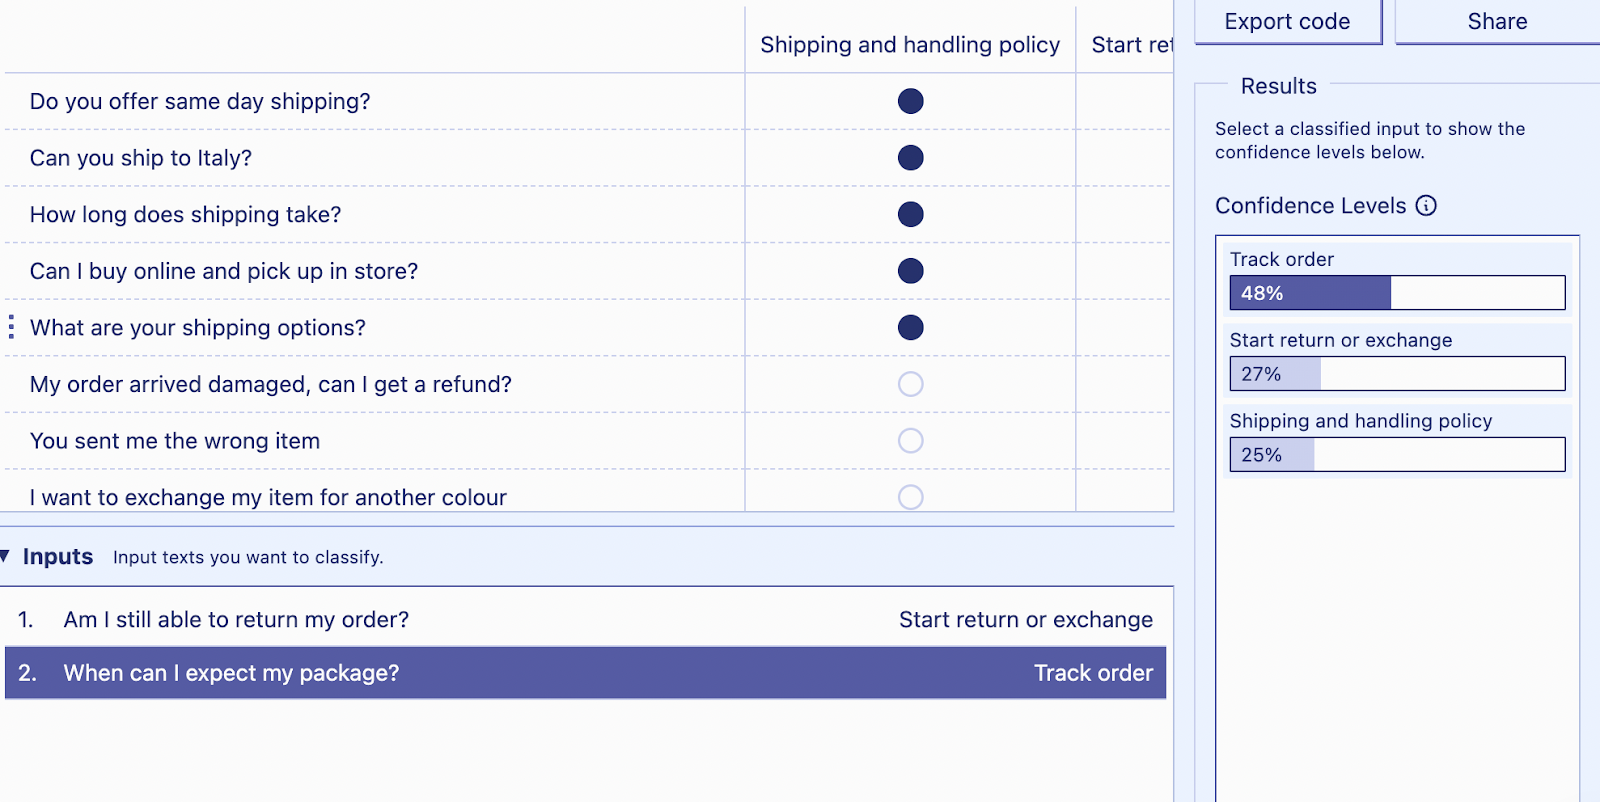 Shipping and handling policy Start ret
Do you offer same day shipping?
Can you ship to Italy?
How long does shipping take?
Can I buy online and pick up in store?
What are your shipping options?
My order arrived damaged, can I get a refund?
You sent me the wrong item
I want to exchange my item for another colour
Inputs Input texts you want to classify.
1. Am I still able to return my order? Start return or exchange
2. When can I expect my package? Track order
Export code Share
Results
Select a classified input to show the
confidence levels below.
Confidence Levels
Track order
48%
Start return or exchange
27%
Shipping and handling policy
25%